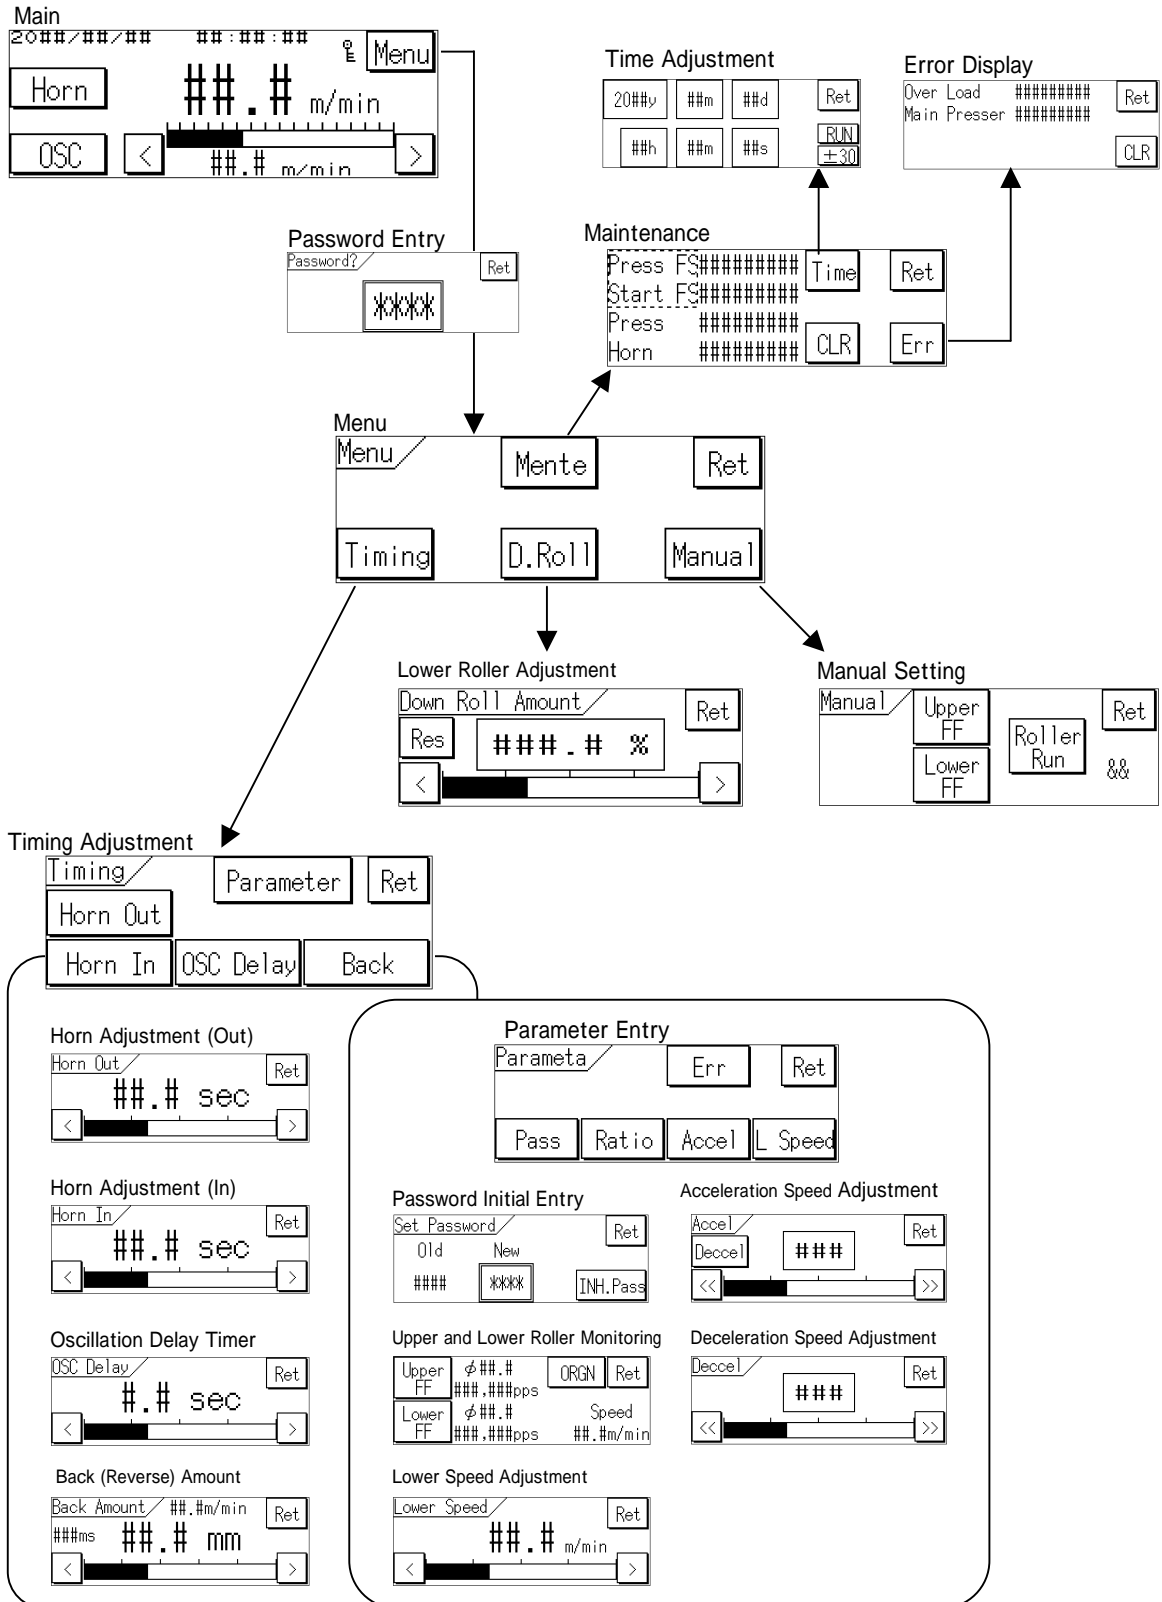 Main
20##/##/## ##:##:##
Menu
Horn
##.# m/min
OSC
<
>
##.# m/min
Time Adjustment
20##y ##m ##d Ret
RUN
##h ##m ##s ±30
Error Display
Over Load #########
Ret
Main Presser #########
CLR
Password Entry
Password?
Ret
****
Maintenance
Press FS ######### Time Ret
Start FS #########
Press #########
Horn ######### CLR Err
Menu
Menu
Mente
Ret
Timing
D.Roll
Manual
Lower Roller Adjustment
Down Roll Amount
Ret
Res
###.# %
<
>
Manual Setting
Manual
Upper
FF
Ret
Roller
Run
Lower
FF
&&
Timing Adjustment
Timing
Parameter
Ret
Horn Out
Horn In
OSC Delay
Back
Horn Adjustment (Out)
Horn Out
Ret
##.# sec
<
>
Horn Adjustment (In)
Horn In
Ret
##.# sec
<
>
Oscillation Delay Timer
OSC Delay
Ret
#.# sec
<
>
Back (Reverse) Amount
Back Amount ##.#m/min
Ret
###ms ##.# mm
<
>
Parameter Entry
Parameta
Err
Ret
Pass
Ratio
Accel
L Speed
Password Initial Entry
Set Password
Ret
Old New
#### ****
INH.Pass
Acceleration Speed Adjustment
Accel
Ret
Deccel
###
<<
>>
Upper and Lower Roller Monitoring
Upper
FF
φ##.#
###,###pps
ORGN
Ret
Lower
FF
φ##.#
###,###pps
Speed
##.#m/min
Deceleration Speed Adjustment
Deccel
Ret
###
<<
>>
Lower Speed Adjustment
Lower Speed
Ret
##.# m/min
<
>